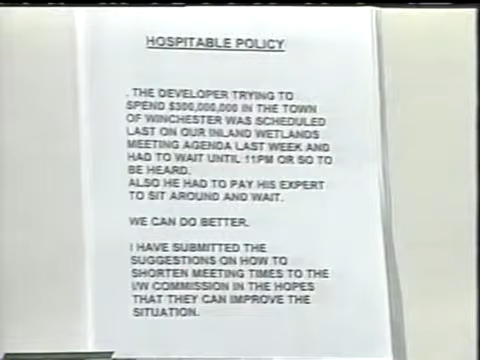 HOSPITABLE POLICY
. THE DEVELOPER TRYING TO
SPEND $300,000,000 IN THE TOWN
OF WINCHESTER WAS SCHEDULED
LAST ON OUR INLAND WETLANDS
MEETING AGENDA LAST WEEK AND
HAD TO WAIT UNTIL 11PM OR SO TO
BE HEARD.
ALSO HE HAD TO PAY HIS EXPERT
TO SIT AROUND AND WAIT.
WE CAN DO BETTER.
I HAVE SUBMITTED THE
SUGGESTIONS ON HOW TO
SHORTEN MEETING TIMES TO THE
I/W COMMISSION IN THE HOPES
THAT THEY CAN IMPROVE THE
SITUATION.